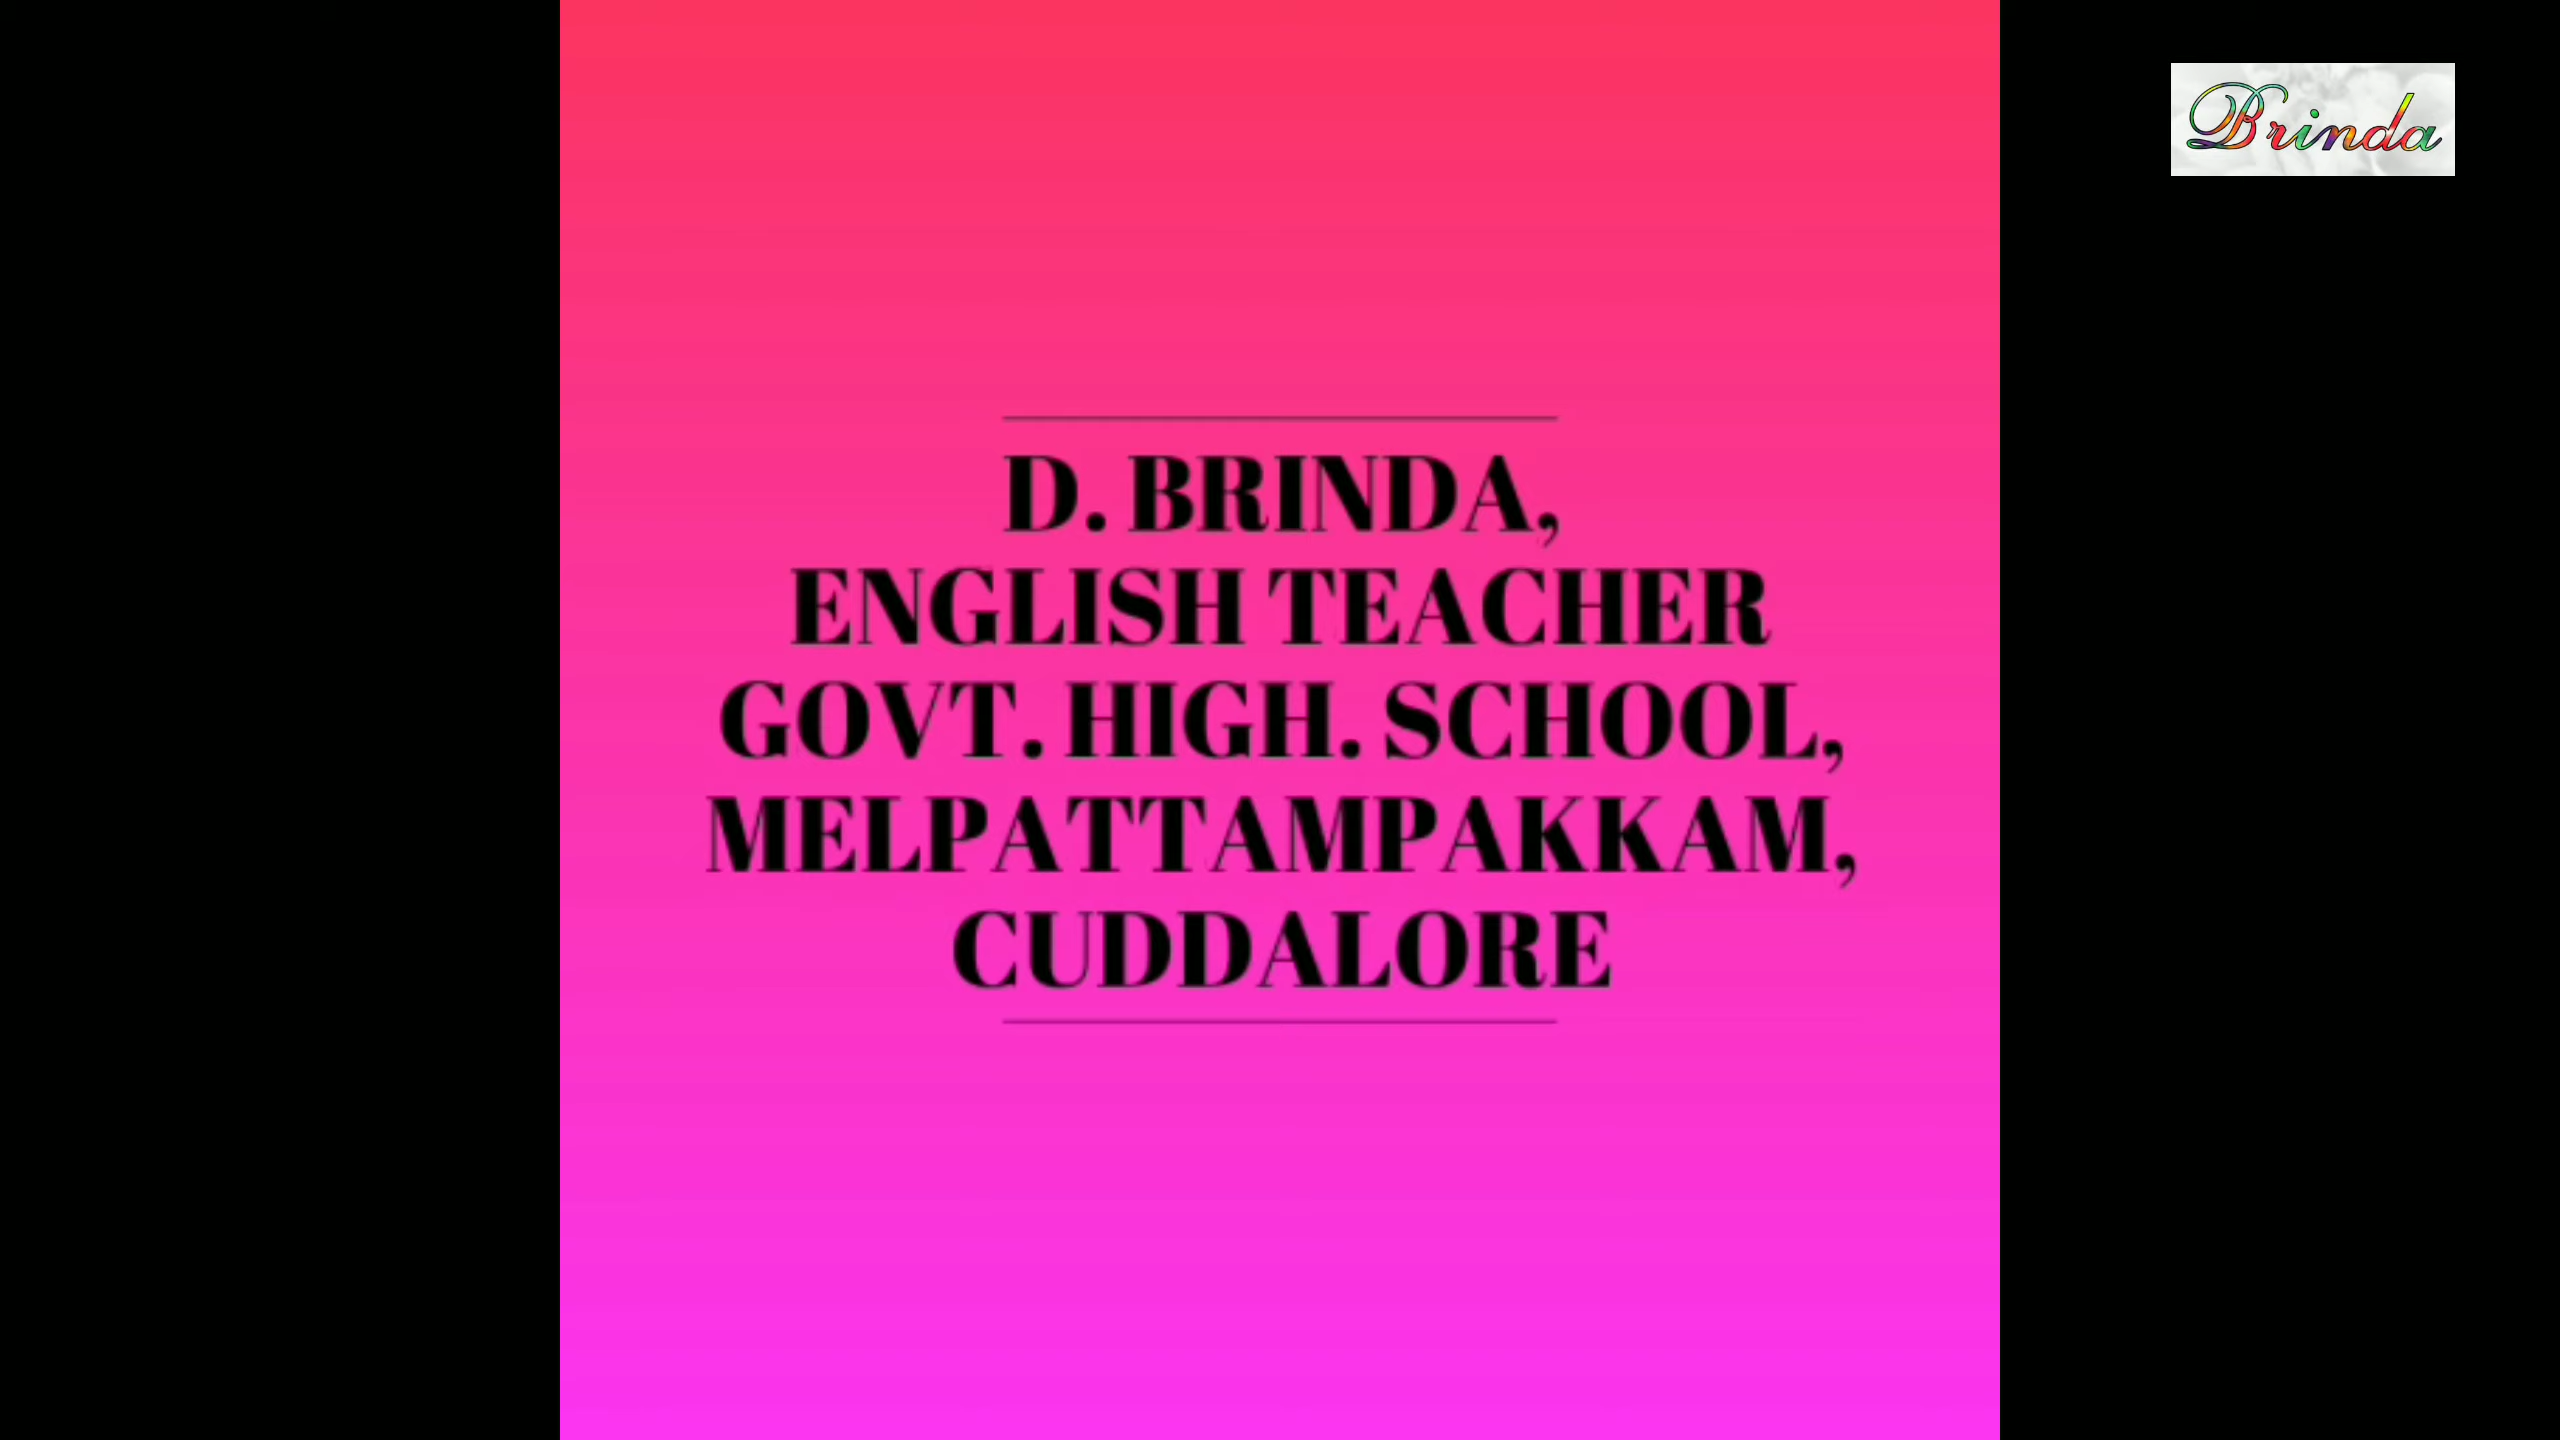 Brinda
D. BRINDA,
ENGLISH TEACHER
GOVT. HIGH. SCHOOL,
MELPATTAMPAKKAM,
CUDDALORE